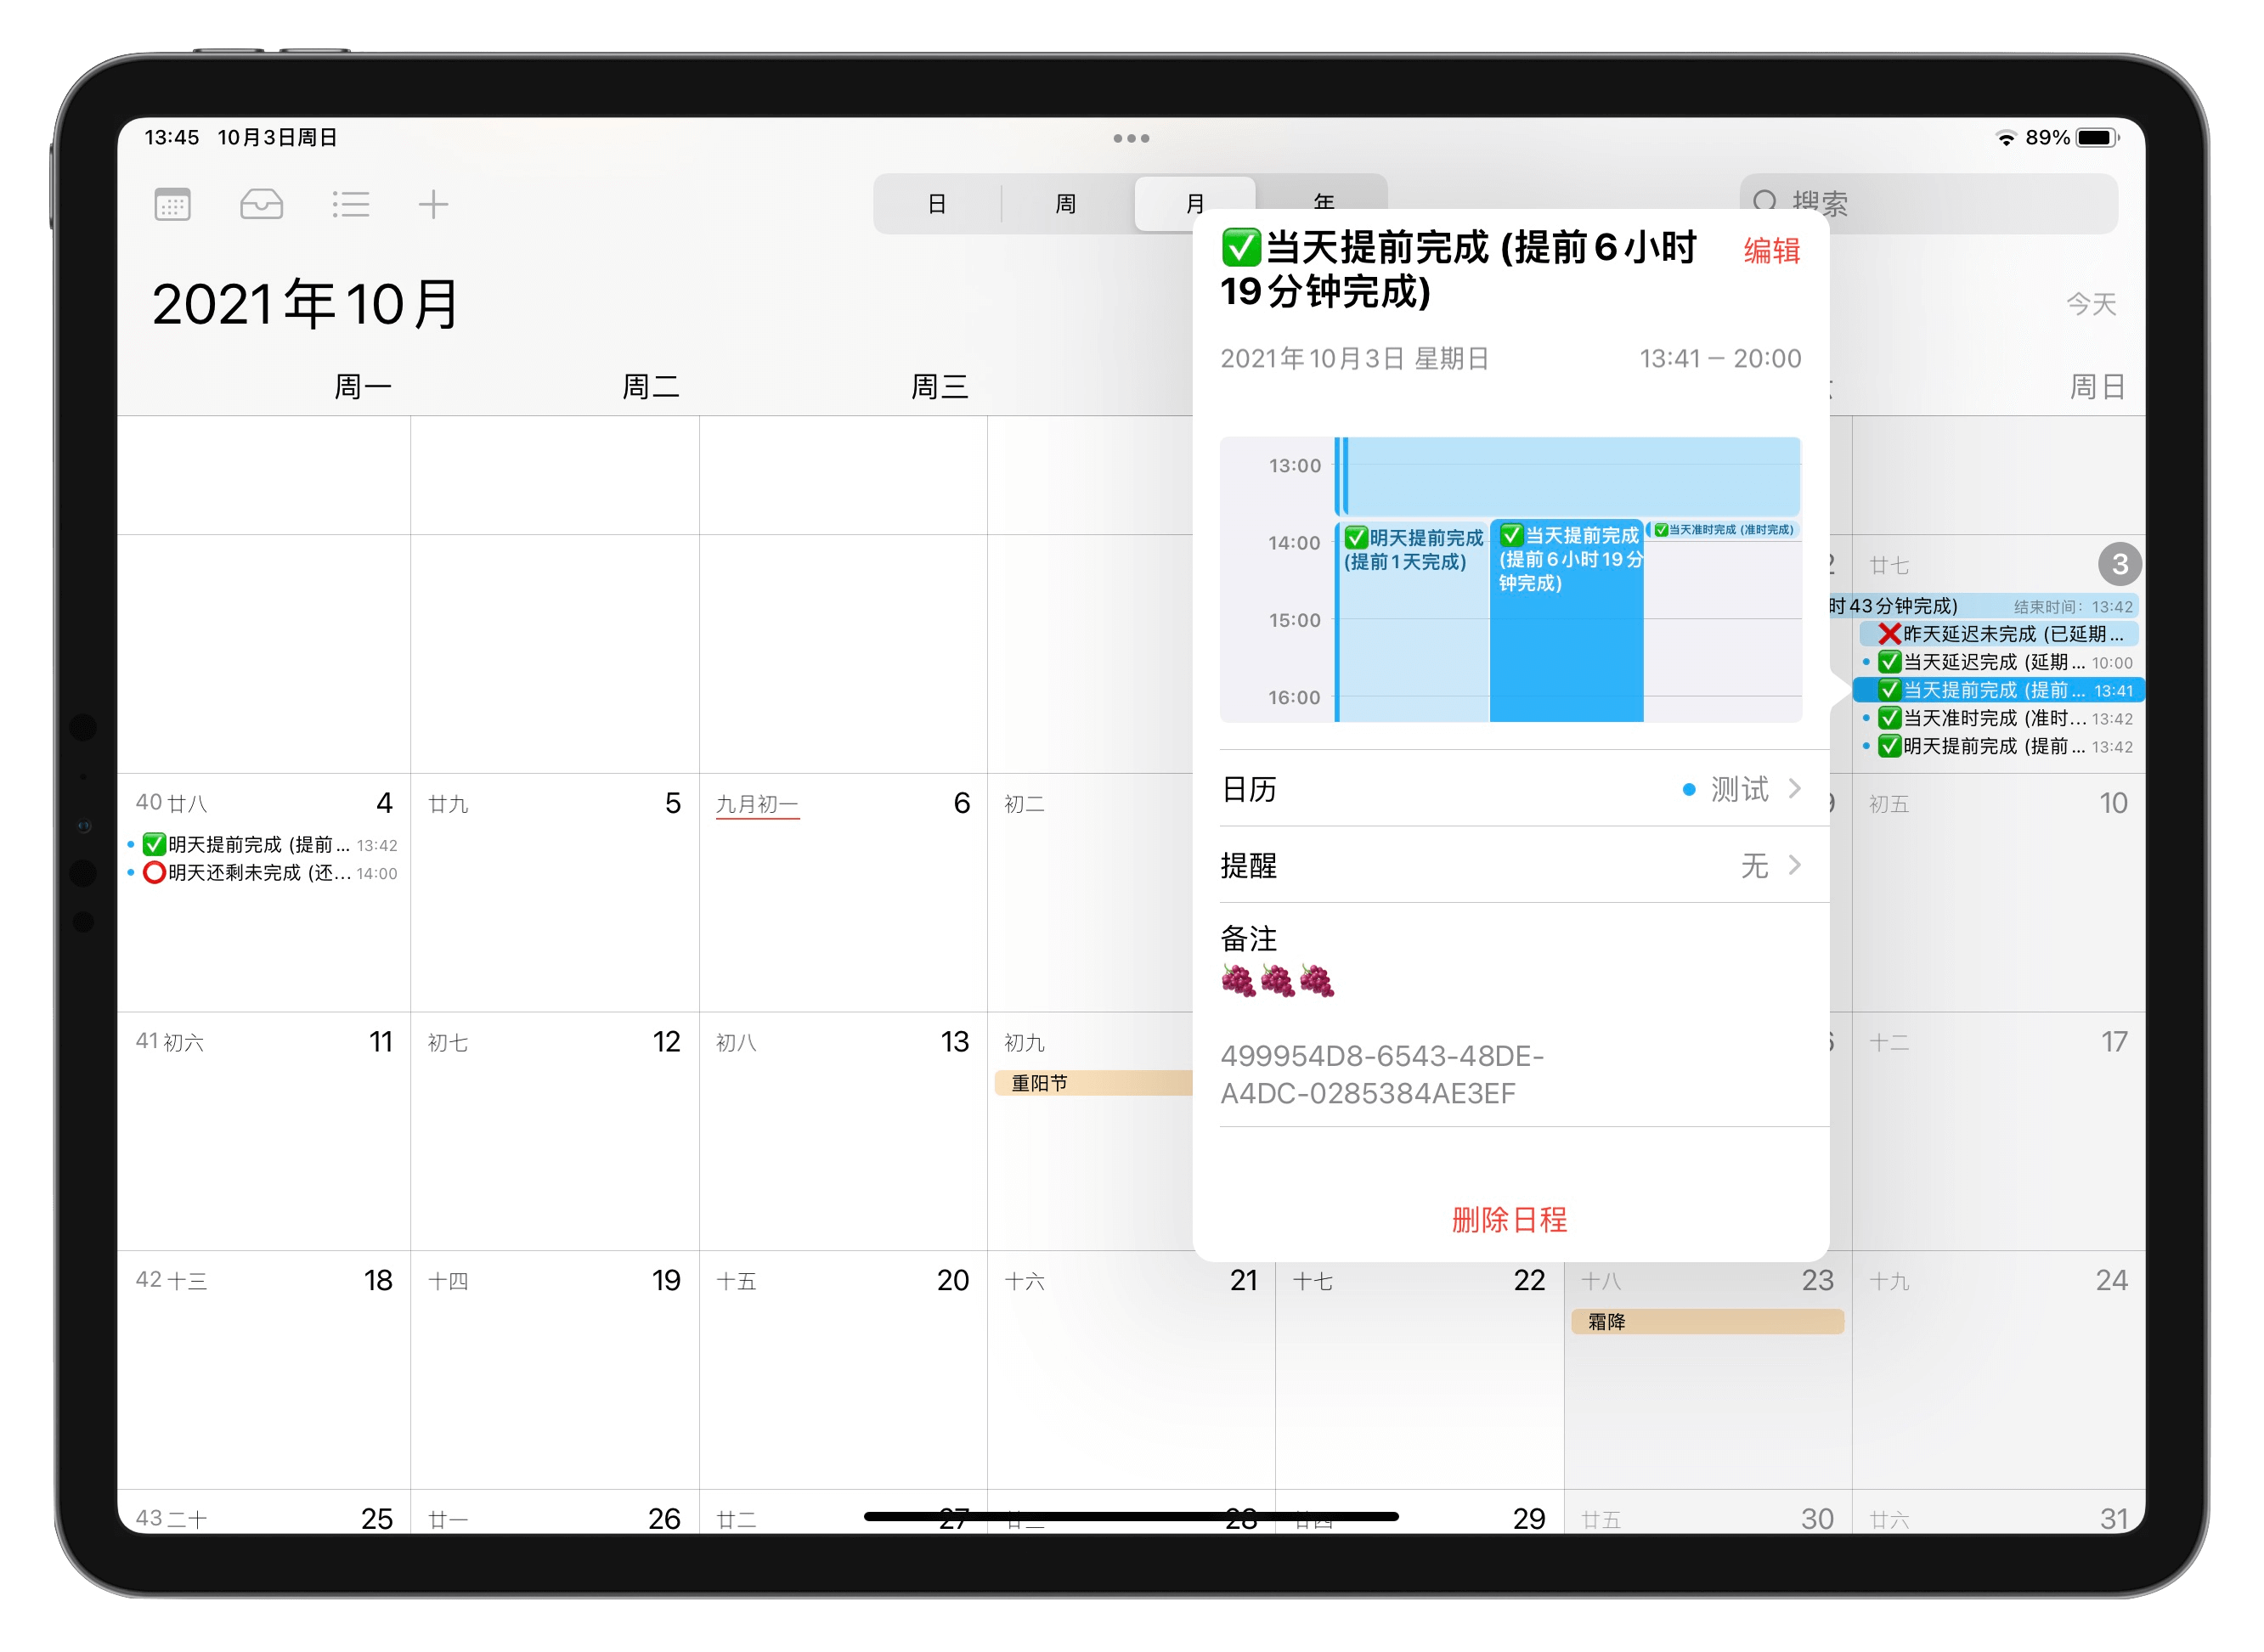 13:45 10月3日周日
89%
日 周 月 年
搜索
2021年10月
今天
周一 周二 周三 周日
✅当天提前完成 (提前6小时
19分钟完成)
编辑
2021年10月3日 星期日 13:41 – 20:00
13:00
14:00
15:00
16:00
✅明天提前完成
(提前1天完成)
✅当天提前完成
(提前6小时19分
钟完成)
✅当天准时完成 (准时完成)
日历 测试
提醒 无
备注
🍇🍇🍇
499954D8-6543-48DE-
A4DC-0285384AE3EF
删除日程
廿七 3
时43分钟完成) 结束时间：13:42
❌昨天延迟未完成 (已延期…
✅当天延迟完成 (延期… 10:00
✅当天提前完成 (提前… 13:41
✅当天准时完成 (准时… 13:42
✅明天提前完成 (提前… 13:42
40 廿八 4 廿九 5 九月初一 6 初二 初五 10
✅明天提前完成 (提前… 13:42
⭕明天还剩未完成 (还… 14:00
41 初六 11 初七 12 初八 13 初九 十二 17
重阳节
42 十三 18 十四 19 十五 20 十六 21 十七 22 十八 23 十九 24
霜降
43 二十 25 廿一 26 廿二 27 28 29 廿五 30 廿六 31